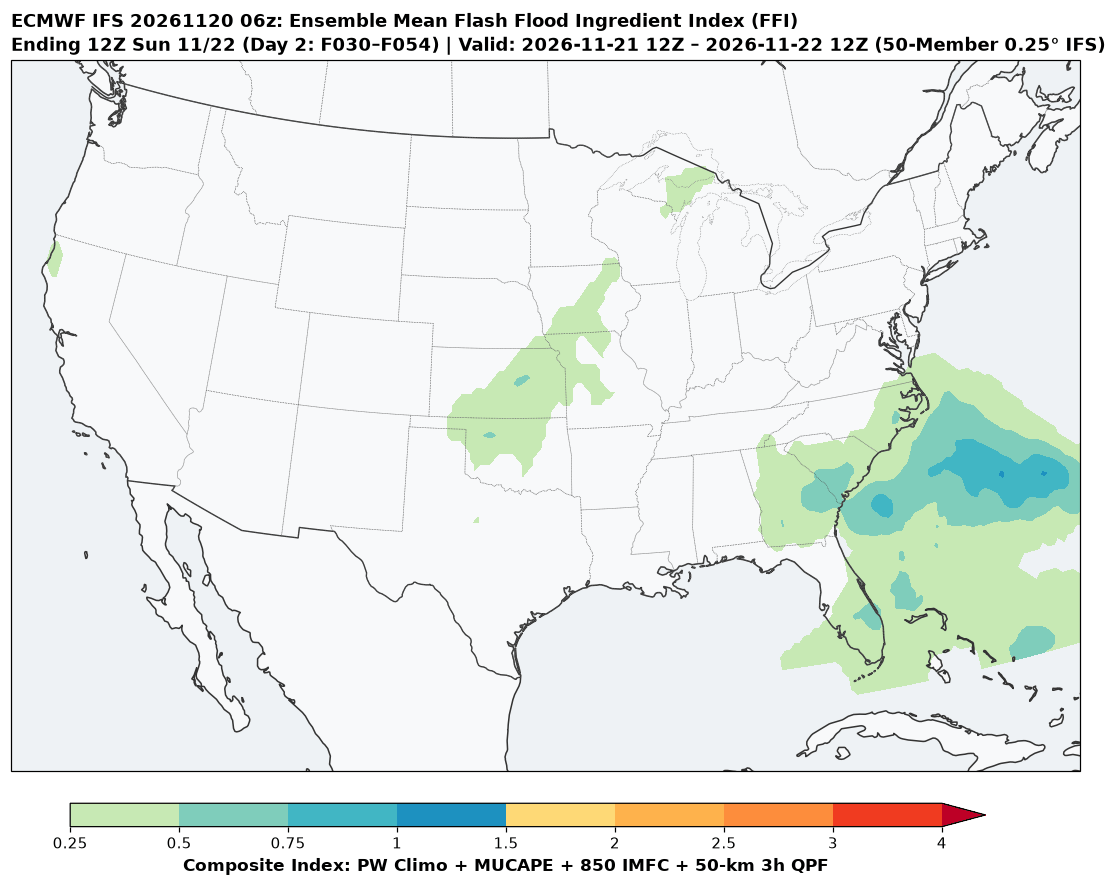 ECMWF IFS 20261120 06z: Ensemble Mean Flash Flood Ingredient Index (FFI)
Ending 12Z Sun 11/22 (Day 2: F030–F054) | Valid: 2026-11-21 12Z – 2026-11-22 12Z (50-Member 0.25° IFS)
0.25 0.5 0.75 1 1.5 2 2.5 3 4
Composite Index: PW Climo + MUCAPE + 850 IMFC + 50-km 3h QPF